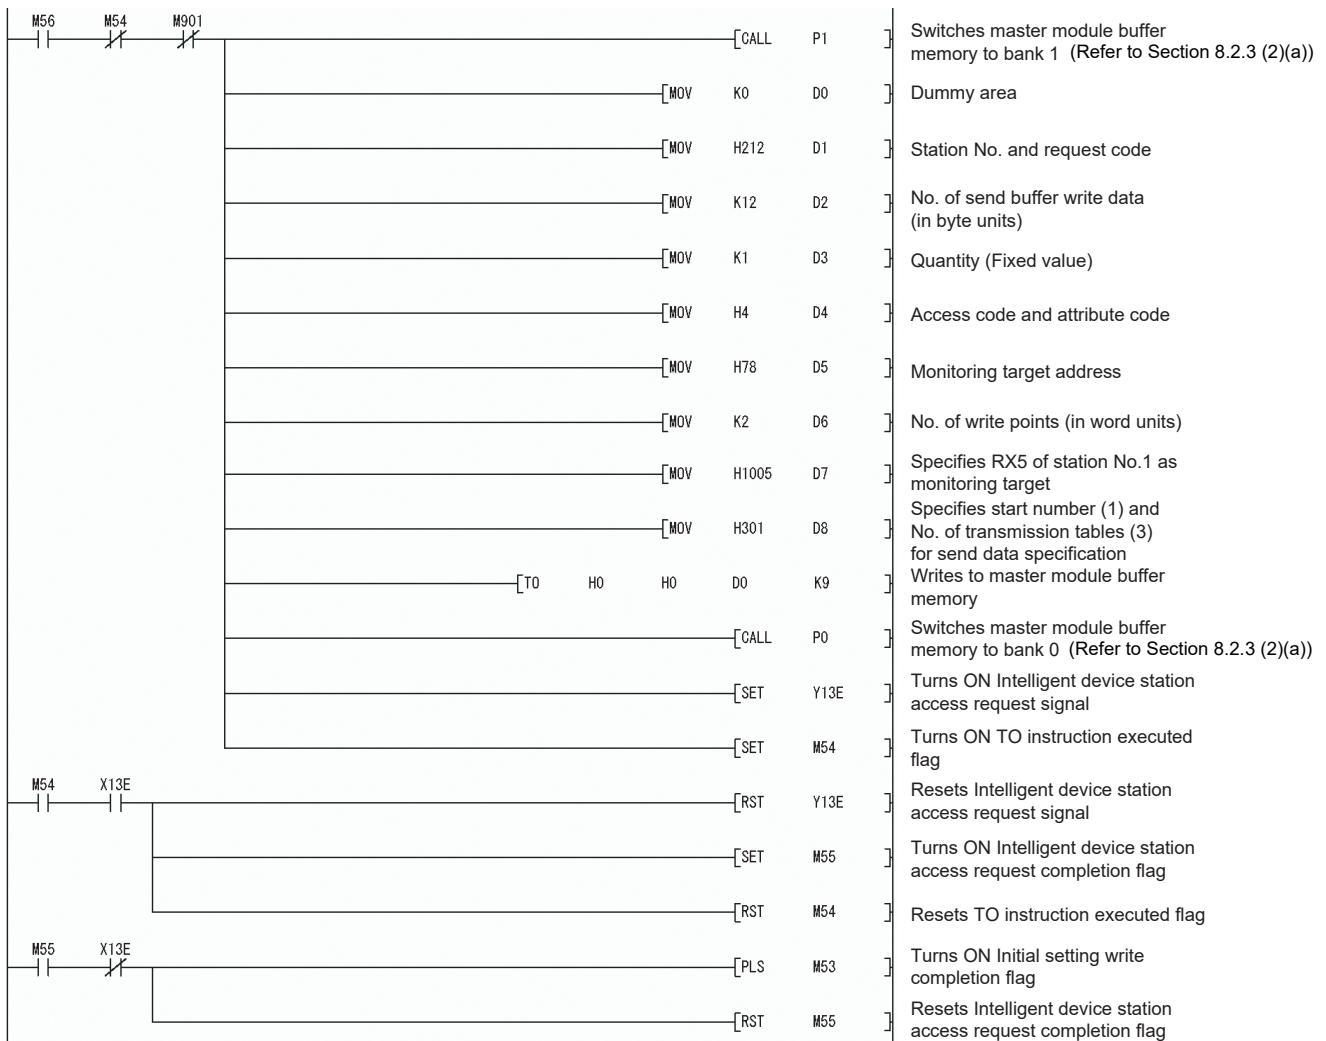 M56 M54 M901
CALL P1 Switches master module buffer
memory to bank 1 (Refer to Section 8.2.3 (2)(a))
MOV K0 D0 Dummy area
MOV H212 D1 Station No. and request code
MOV K12 D2 No. of send buffer write data
(in byte units)
MOV K1 D3 Quantity (Fixed value)
MOV H4 D4 Access code and attribute code
MOV H78 D5 Monitoring target address
MOV K2 D6 No. of write points (in word units)
MOV H1005 D7 Specifies RX5 of station No.1 as
monitoring target
MOV H301 D8 Specifies start number (1) and
No. of transmission tables (3)
for send data specification
TO H0 H0 D0 K9 Writes to master module buffer
memory
CALL P0 Switches master module buffer
memory to bank 0 (Refer to Section 8.2.3 (2)(a))
SET Y13E Turns ON Intelligent device station
access request signal
SET M54 Turns ON TO instruction executed
flag
M54 X13E
RST Y13E Resets Intelligent device station
access request signal
SET M55 Turns ON Intelligent device station
access request completion flag
RST M54 Resets TO instruction executed flag
M55 X13E
PLS M53 Turns ON Initial setting write
completion flag
RST M55 Resets Intelligent device station
access request completion flag